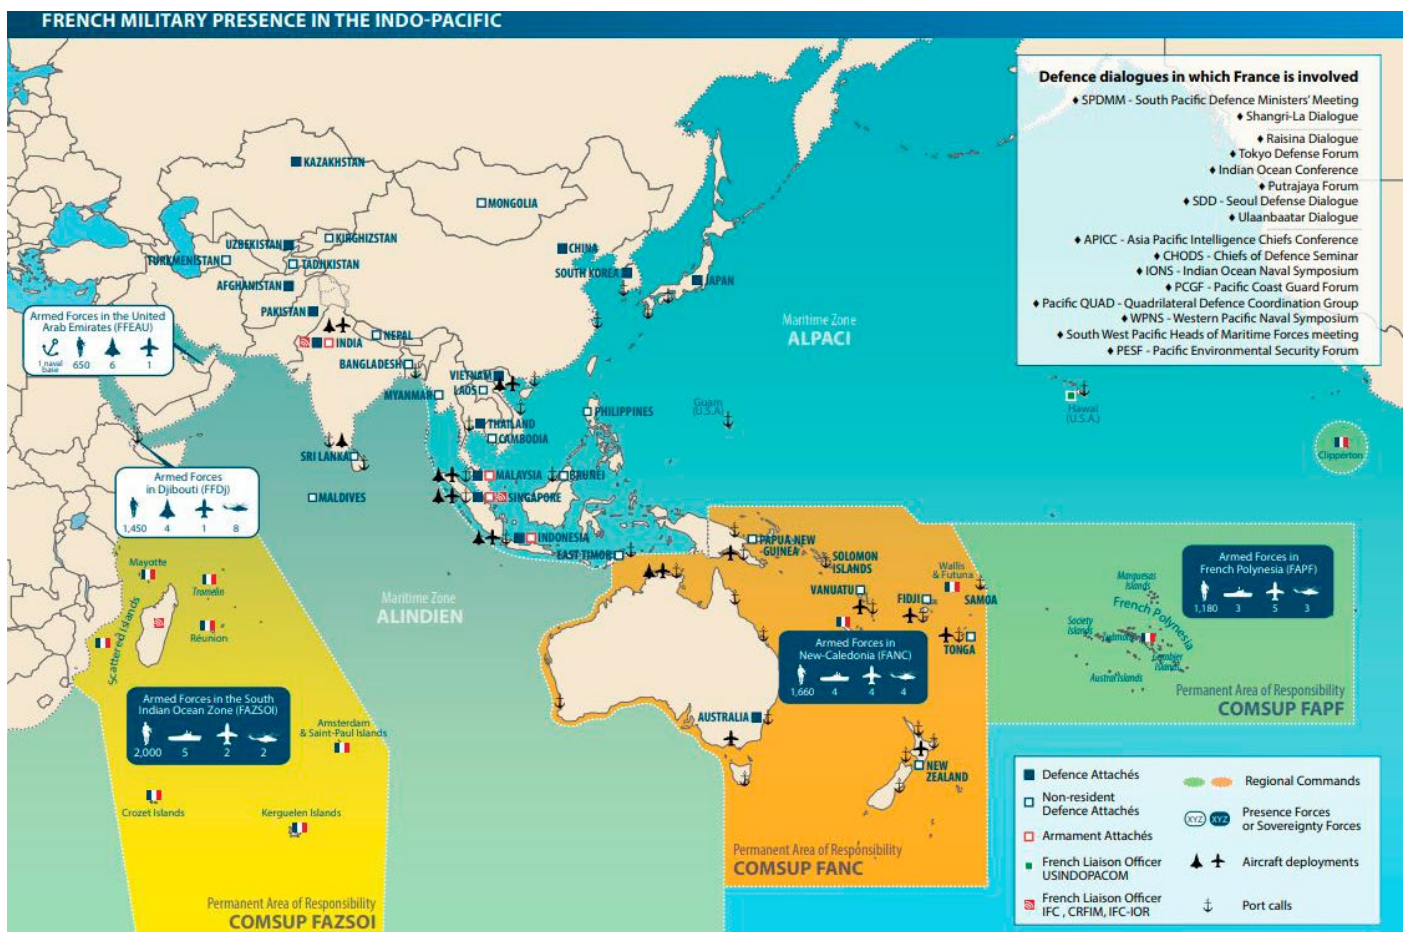 FRENCH MILITARY PRESENCE IN THE INDO-PACIFIC
Defence dialogues in which France is involved
♦ SPDMM - South Pacific Defence Ministers' Meeting
♦ Shangri-La Dialogue
♦ Raisina Dialogue
♦ Tokyo Defense Forum
♦ Indian Ocean Conference
♦ Putrajaya Forum
♦ SDD - Seoul Defense Dialogue
♦ Ulaanbaatar Dialogue
♦ APICC - Asia Pacific Intelligence Chiefs Conference
♦ CHODS - Chiefs of Defence Seminar
♦ IONS - Indian Ocean Naval Symposium
♦ PCGF - Pacific Coast Guard Forum
♦ Pacific QUAD - Quadrilateral Defence Coordination Group
♦ WPNS - Western Pacific Naval Symposium
♦ South West Pacific Heads of Maritime Forces meeting
♦ PESF - Pacific Environmental Security Forum
KAZAKHSTAN
MONGOLIA
UZBEKISTAN
KIRGHIZSTAN
TURKMENISTAN
TADJIKISTAN
AFGHANISTAN
PAKISTAN
CHINA
SOUTH KOREA
JAPAN
Armed Forces in the United
Arab Emirates (FFEAU)
1 naval
base
650
6
1
INDIA
NEPAL
BANGLADESH
MYANMAR
VIETNAM
LAOS
THAILAND
CAMBODIA
PHILIPPINES
Maritime Zone
ALPACI
Guam
(U.S.A)
Hawaï
(U.S.A.)
Clipperton
SRI LANKA
MALDIVES
MALAYSIA
BRUNEI
SINGAPORE
INDONESIA
EAST TIMOR
PAPUA NEW
GUINEA
SOLOMON
ISLANDS
Armed Forces
in Djibouti (FFDj)
1,450
4
1
8
Mayotte
Tromelin
Réunion
Scattered Islands
Maritime Zone
ALINDIEN
VANUATU
FIDJI
Wallis
& Futuna
SAMOA
TONGA
Armed Forces in
French Polynesia (FAPF)
1,180
3
5
3
Marquesas
Islands
French Polynesia
Society
Islands
Gambier
Islands
Austral Islands
Permanent Area of Responsibility
COMSUP FAPF
Armed Forces in
New-Caledonia (FANC)
1,660
4
4
4
Armed Forces in the South
Indian Ocean Zone (FAZSOI)
2,000
5
2
2
Amsterdam
& Saint-Paul Islands
Crozet Islands
Kerguelen Islands
AUSTRALIA
NEW
ZEALAND
Permanent Area of Responsibility
COMSUP FANC
Permanent Area of Responsibility
COMSUP FAZSOI
Defence Attachés
Non-resident
Defence Attachés
Armament Attachés
French Liaison Officer
USINDOPACOM
French Liaison Officer
IFC , CRFIM, IFC-IOR
Regional Commands
XYZ XYZ
Presence Forces
or Sovereignty Forces
Aircraft deployments
Port calls